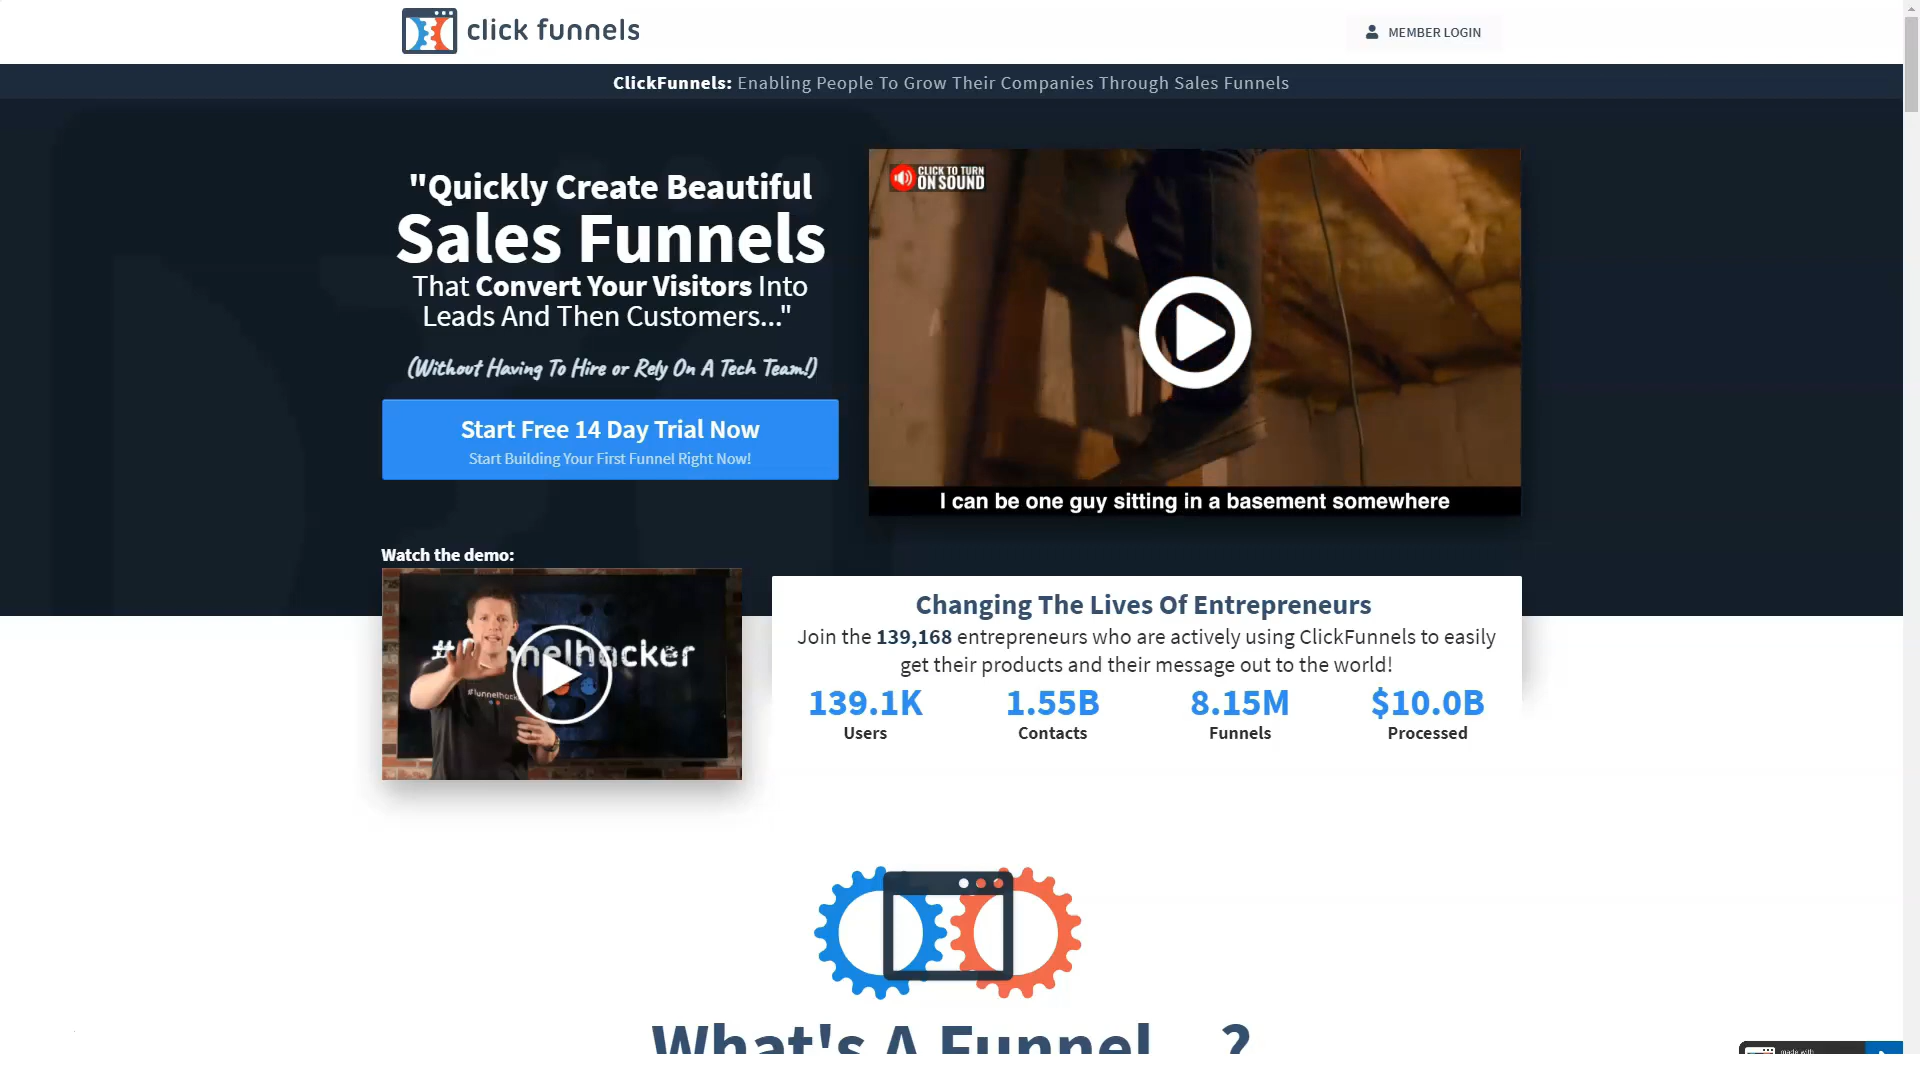 click funnels
MEMBER LOGIN
ClickFunnels: Enabling People To Grow Their Companies Through Sales Funnels
"Quickly Create Beautiful
Sales Funnels
That Convert Your Visitors Into
Leads And Then Customers..."
(Without Having To Hire or Rely On A Tech Team!)
Start Free 14 Day Trial Now
Start Building Your First Funnel Right Now!
CLICK TO TURN
ON SOUND
I can be one guy sitting in a basement somewhere
Watch the demo:
Changing The Lives Of Entrepreneurs
Join the 139,168 entrepreneurs who are actively using ClickFunnels to easily
get their products and their message out to the world!
139.1K 1.55B 8.15M $10.0B
Users Contacts Funnels Processed
What's A Funnel ?
made with